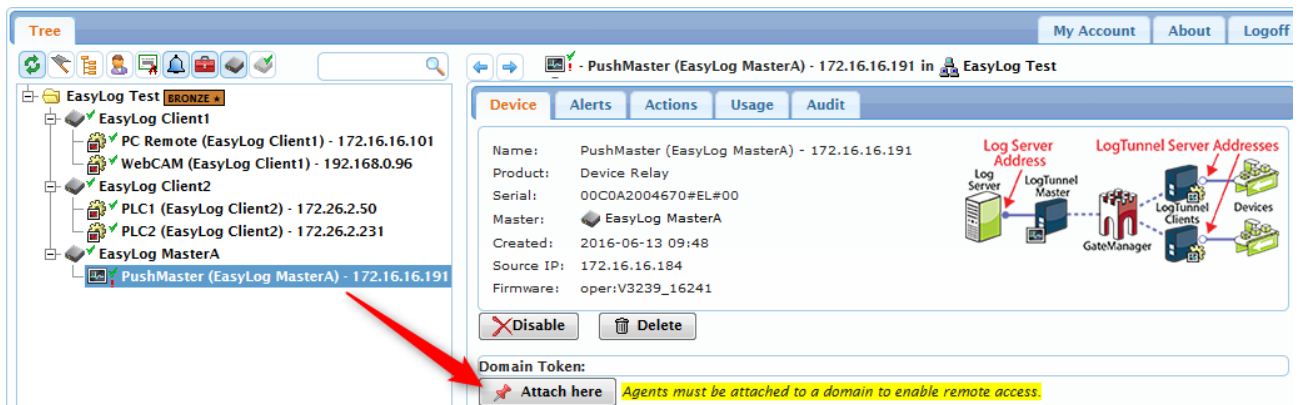 Tree
My Account
About
Logoff
- PushMaster (EasyLog MasterA) - 172.16.16.191 in EasyLog Test
EasyLog Test BRONZE ★
EasyLog Client1
PC Remote (EasyLog Client1) - 172.16.16.101
WebCAM (EasyLog Client1) - 192.168.0.96
EasyLog Client2
PLC1 (EasyLog Client2) - 172.26.2.50
PLC2 (EasyLog Client2) - 172.26.2.231
EasyLog MasterA
PushMaster (EasyLog MasterA) - 172.16.16.191
Device
Alerts
Actions
Usage
Audit
Name: PushMaster (EasyLog MasterA) - 172.16.16.191
Product: Device Relay
Serial: 00C0A2004670#EL#00
Master: EasyLog MasterA
Created: 2016-06-13 09:48
Source IP: 172.16.16.184
Firmware: oper:V3239_16241
Log Server
Address
LogTunnel Server Addresses
Log
Server
LogTunnel
Master
GateManager
LogTunnel
Clients
Devices
Disable
Delete
Domain Token:
Attach here
Agents must be attached to a domain to enable remote access.